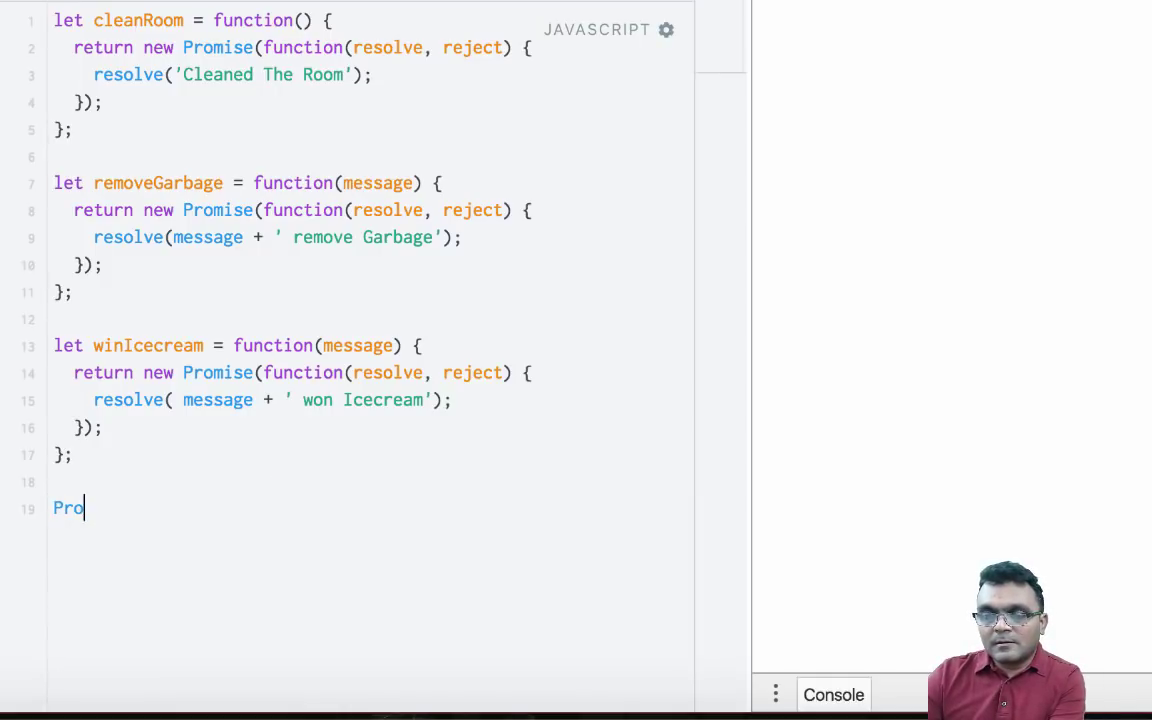 1 let cleanRoom = function() {
JAVASCRIPT
2 return new Promise(function(resolve, reject) {
3 resolve('Cleaned The Room');
4 });
5 };
6
7 let removeGarbage = function(message) {
8 return new Promise(function(resolve, reject) {
9 resolve(message + ' remove Garbage');
10 });
11 };
12
13 let winIcecream = function(message) {
14 return new Promise(function(resolve, reject) {
15 resolve( message + ' won Icecream');
16 });
17 };
18
19 Pro
Console